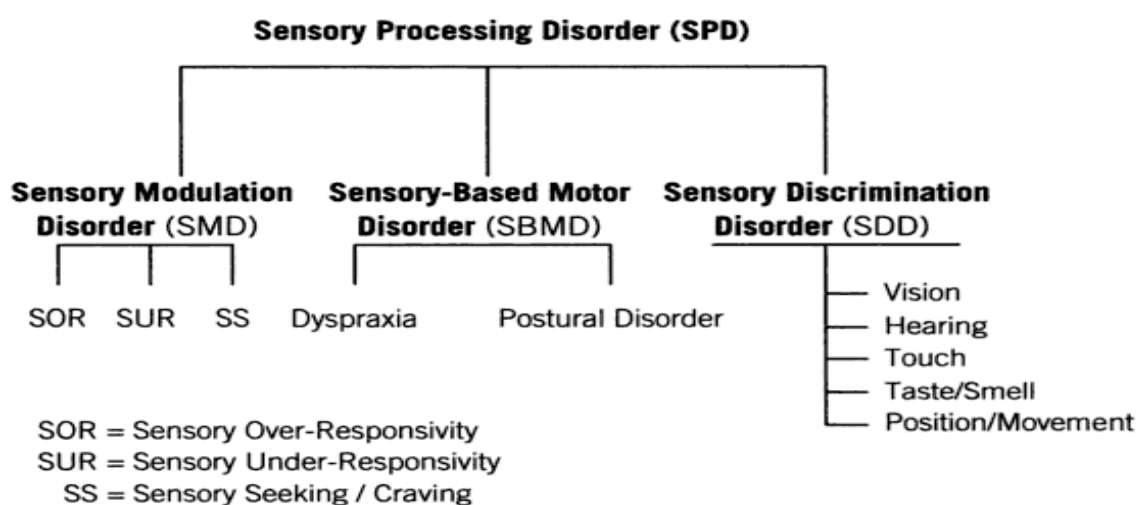 Sensory Processing Disorder (SPD)
Sensory Modulation
Disorder (SMD)
Sensory-Based Motor
Disorder (SBMD)
Sensory Discrimination
Disorder (SDD)
SOR
SUR
SS
Dyspraxia
Postural Disorder
Vision
Hearing
Touch
Taste/Smell
Position/Movement
SOR = Sensory Over-Responsivity
SUR = Sensory Under-Responsivity
SS = Sensory Seeking / Craving